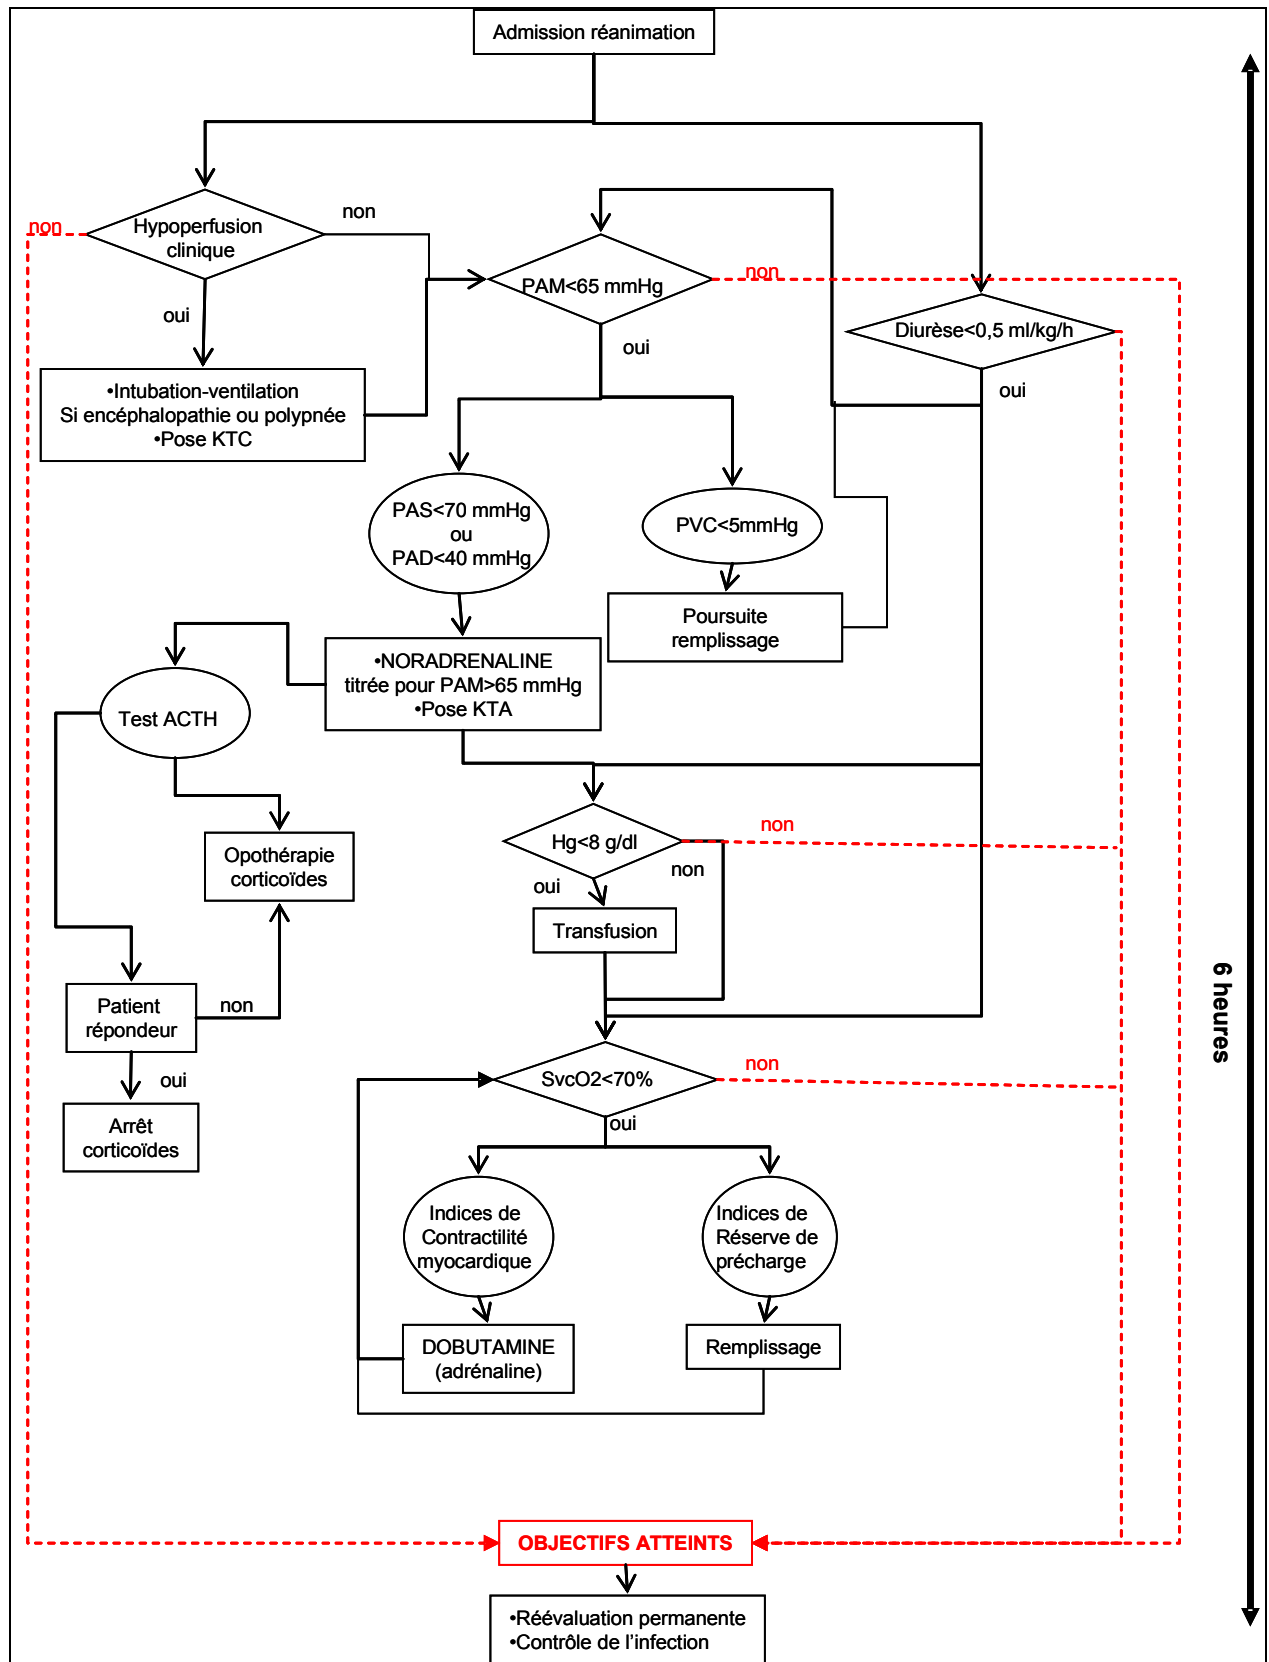 Admission réanimation
non
Hypoperfusion
clinique
non
oui
PAM<65 mmHg
non
oui
Diurèse<0,5 ml/kg/h
oui
•Intubation-ventilation
Si encéphalopathie ou polypnée
•Pose KTC
PAS<70 mmHg
ou
PAD<40 mmHg
PVC<5mmHg
Poursuite
remplissage
•NORADRENALINE
titrée pour PAM>65 mmHg
•Pose KTA
Test ACTH
Opothérapie
corticoïdes
Hg<8 g/dl
non
non
oui
Transfusion
Patient
répondeur
non
oui
Arrêt
corticoïdes
6 heures
SvcO2<70%
non
oui
Indices de
Contractilité
myocardique
Indices de
Réserve de
précharge
DOBUTAMINE
(adrénaline)
Remplissage
OBJECTIFS ATTEINTS
•Réévaluation permanente
•Contrôle de l'infection